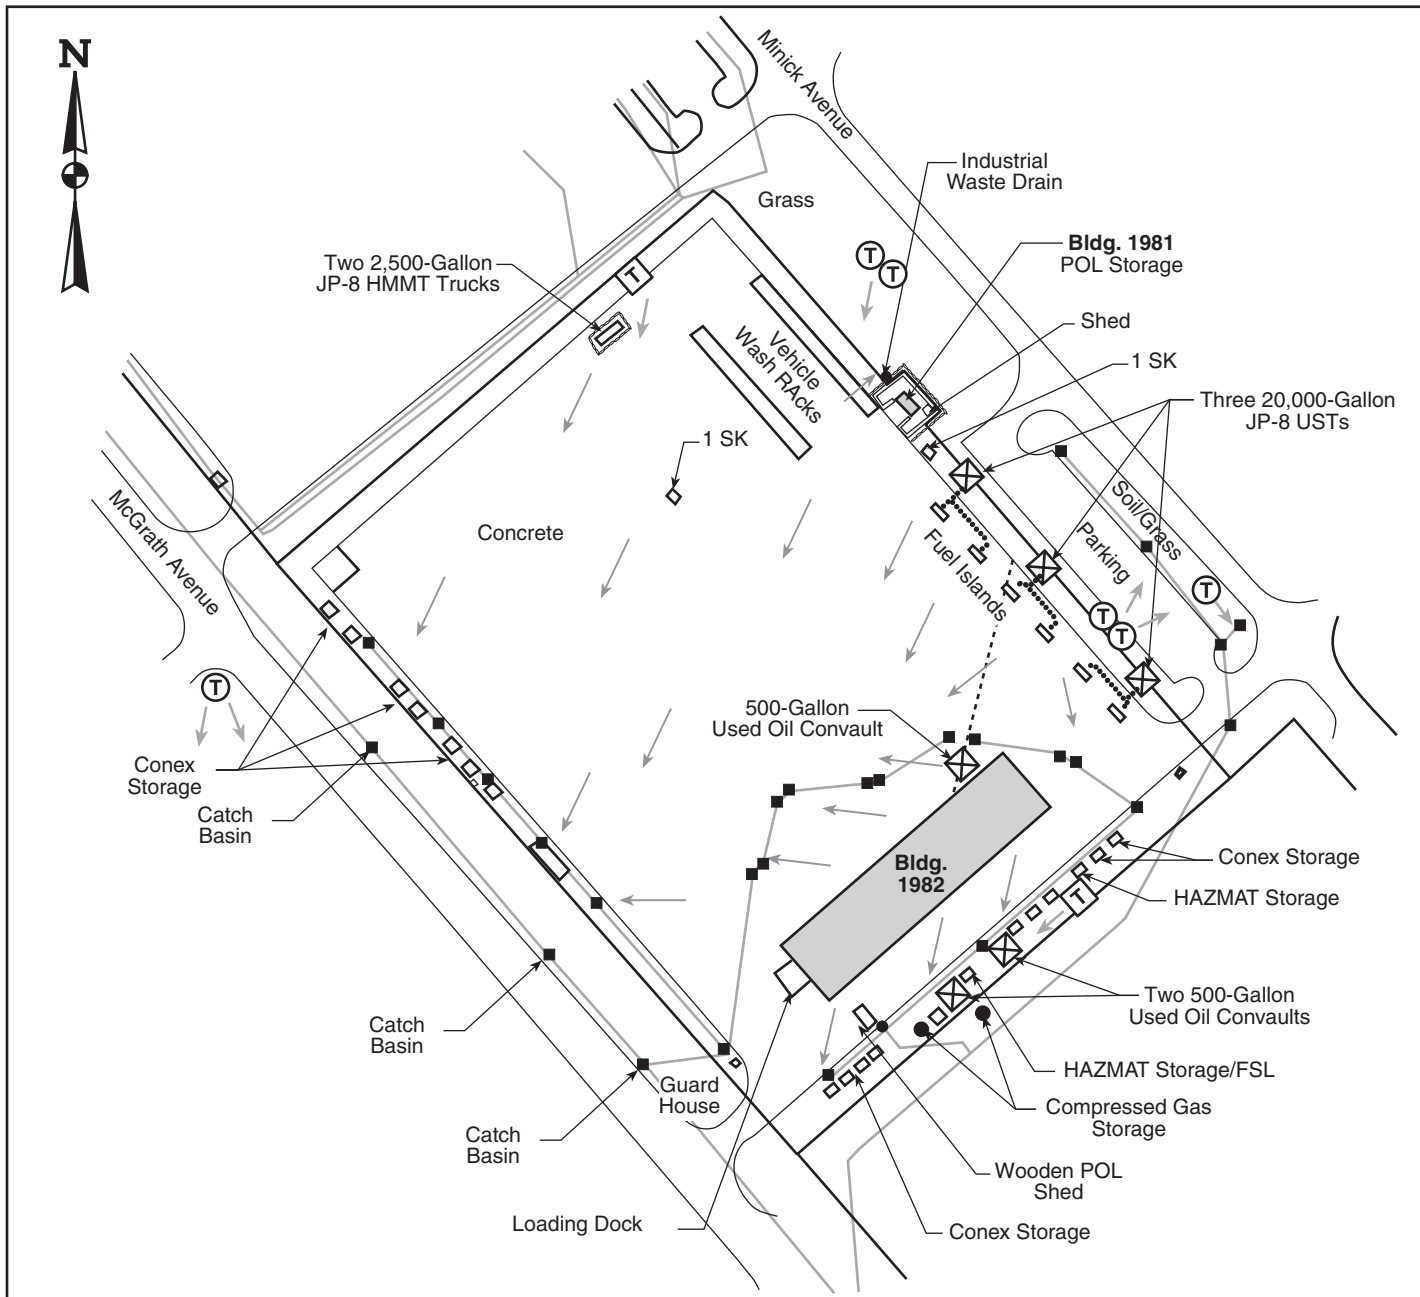 N
Minick Avenue
Industrial
Waste Drain
Grass
Bldg. 1981
POL Storage
Two 2,500-Gallon
JP-8 HMMT Trucks
T
T
T
Shed
Vehicle
Wash RAcks
1 SK
Three 20,000-Gallon
JP-8 USTs
1 SK
Soil/Grass
Concrete
Parking
McGrath Avenue
Fuel Islands
T
T
T
T
500-Gallon
Used Oil Convault
Conex
Storage
Catch
Basin
Bldg.
1982
Conex Storage
HAZMAT Storage
T
Two 500-Gallon
Used Oil Convaults
Catch
Basin
HAZMAT Storage/FSL
Guard
House
Compressed Gas
Storage
Catch
Basin
Wooden POL
Shed
Loading Dock
Conex Storage